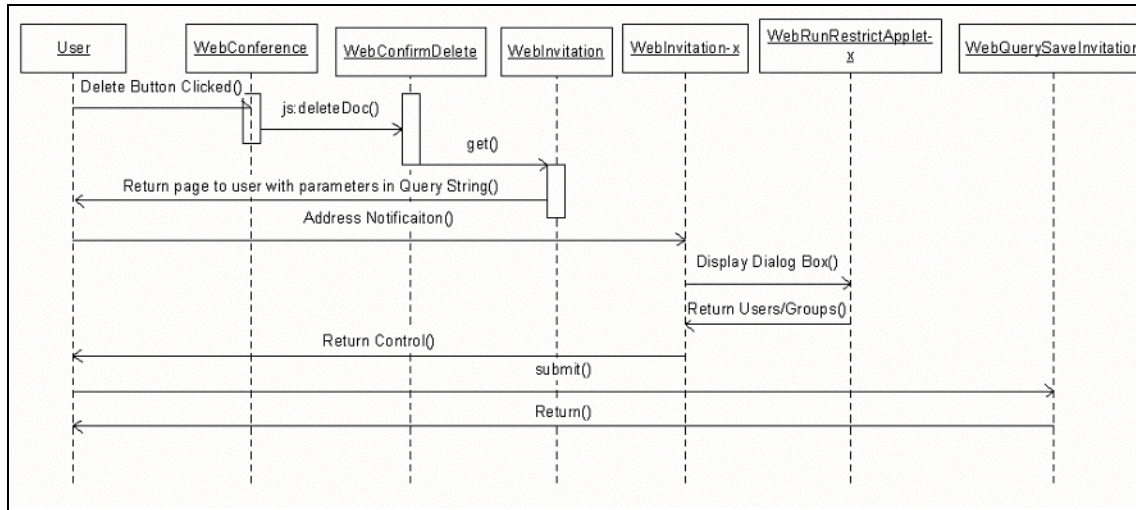 User
WebConference
WebConfirmDelete
WebInvitation
WebInvitation-x
WebRunRestrictApplet-
x
WebQuerySaveInvitation
Delete Button Clicked()
js:deleteDoc()
get()
Return page to user with parameters in Query String()
Address Notificaiton()
Display Dialog Box()
Return Users/Groups()
Return Control()
submit()
Return()